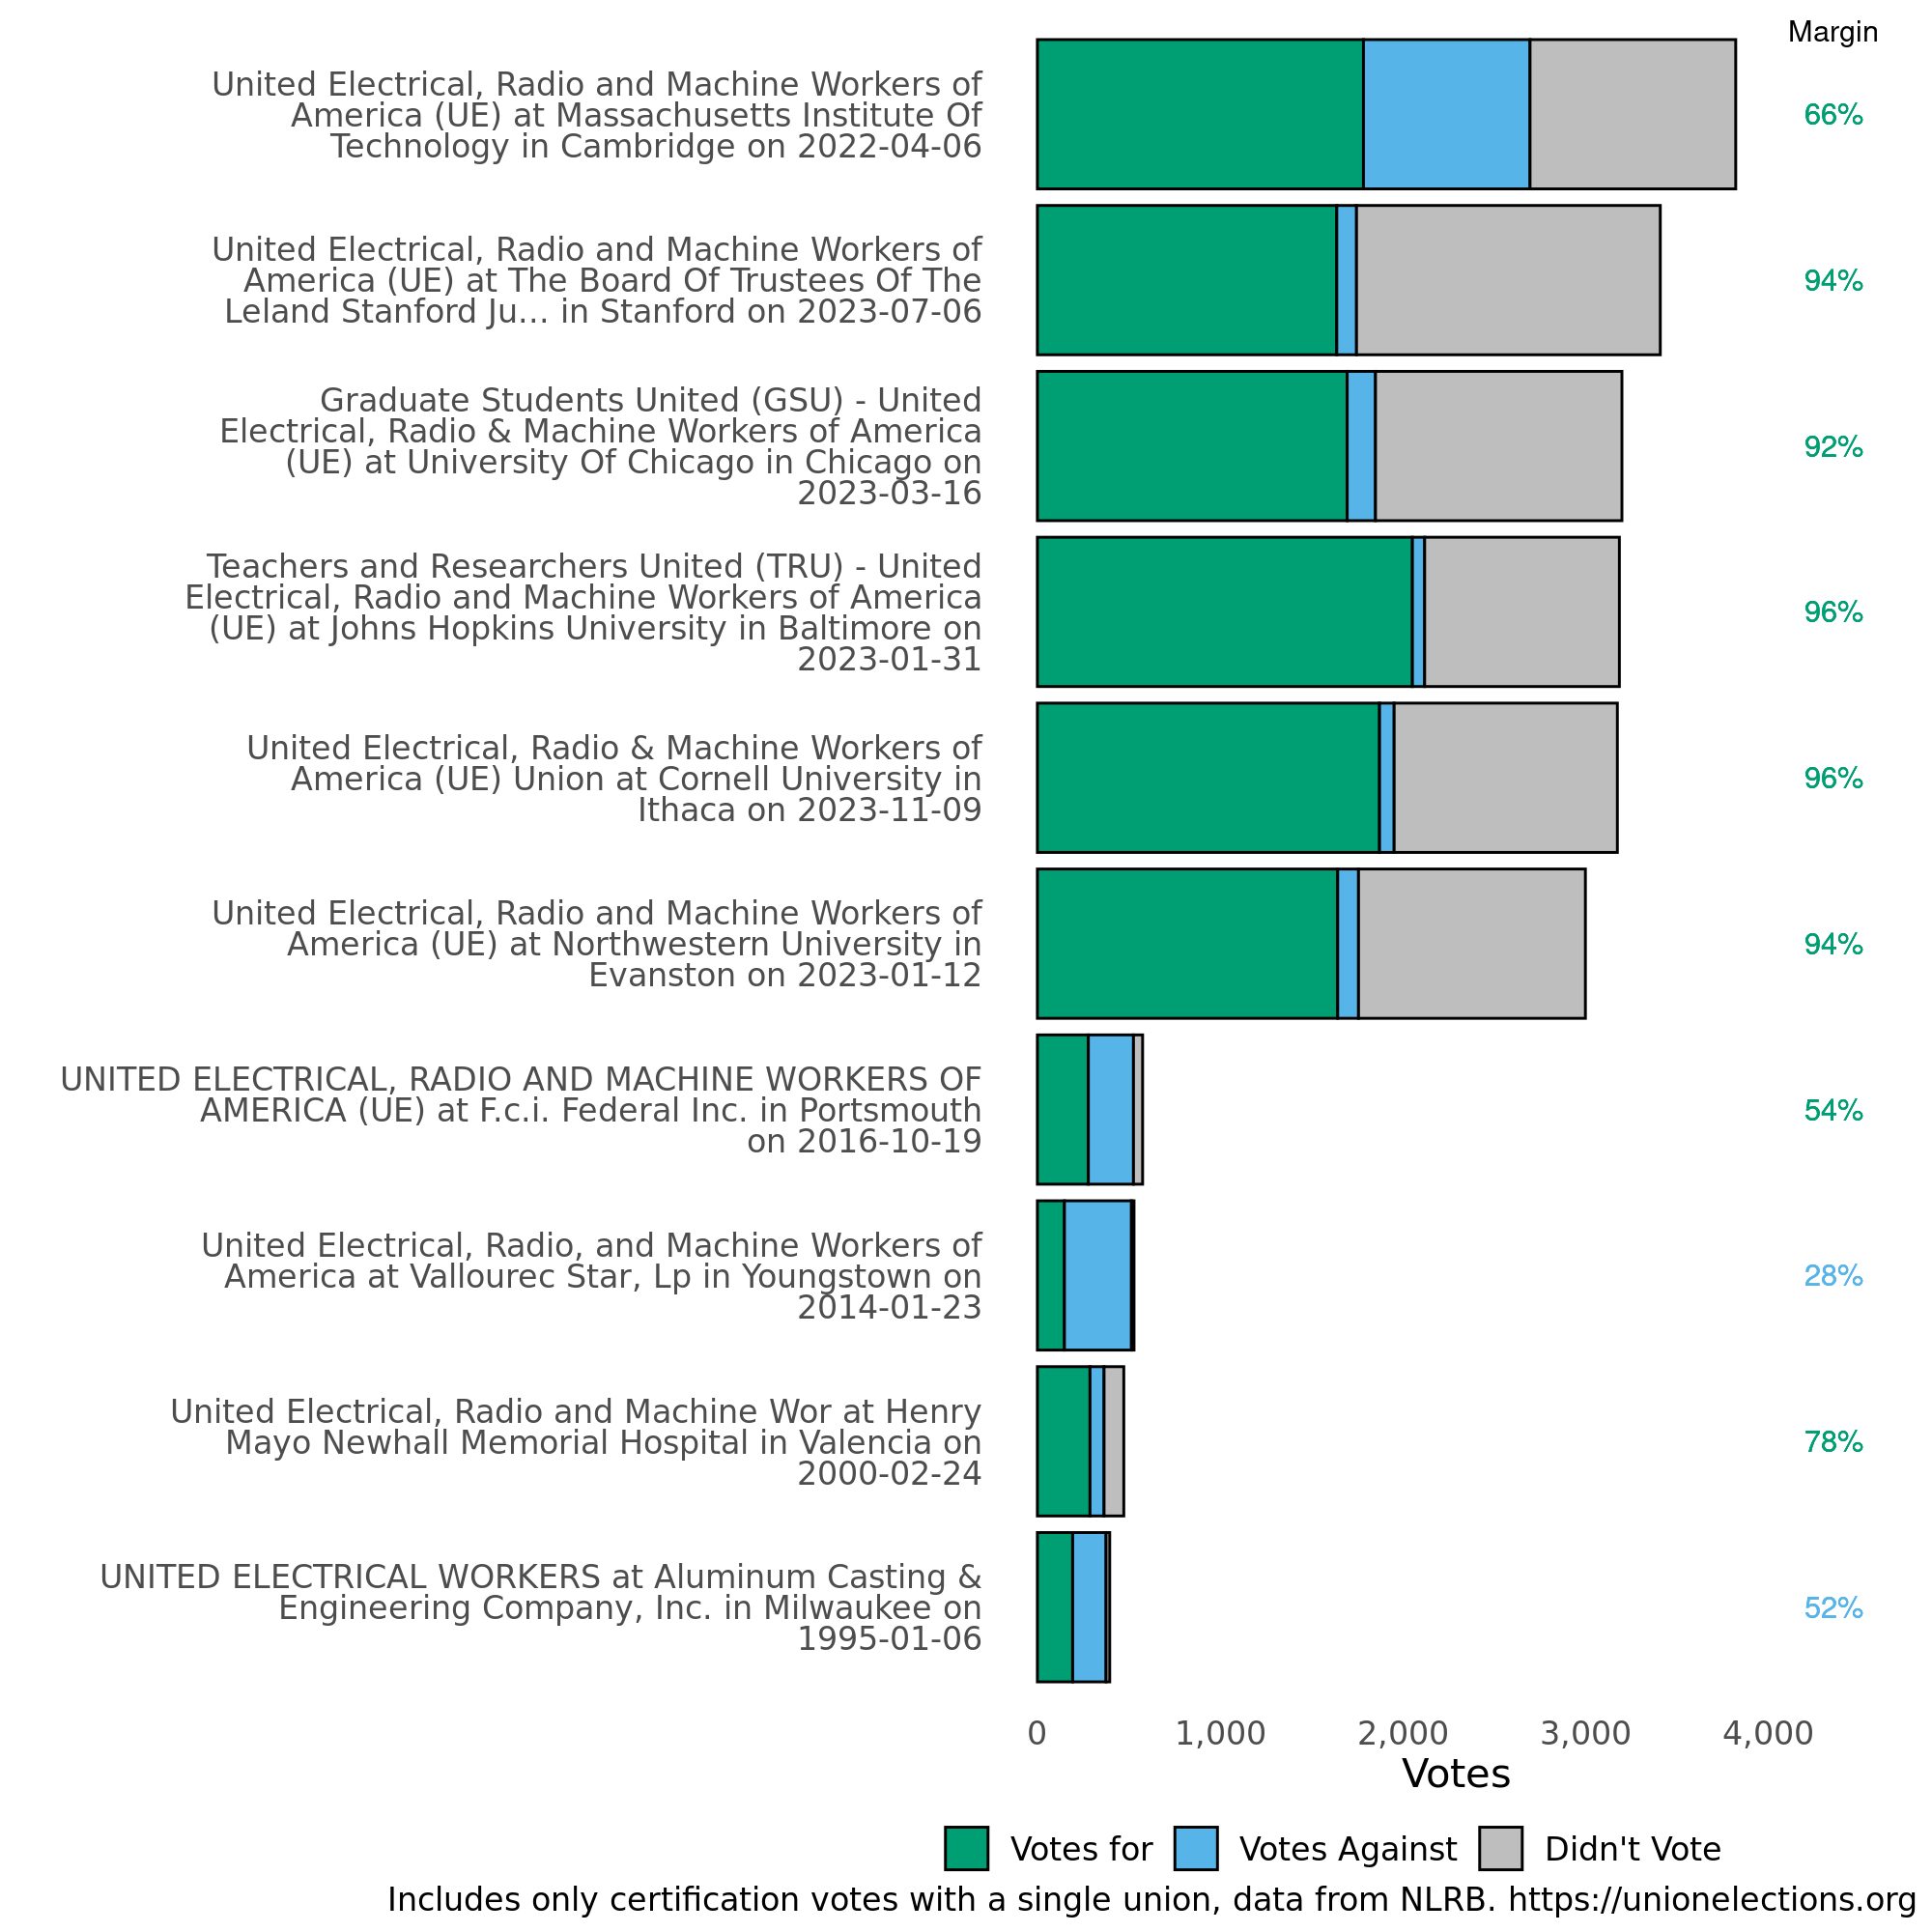 Margin
United Electrical, Radio and Machine Workers of
America (UE) at Massachusetts Institute Of
Technology in Cambridge on 2022-04-06
66%
United Electrical, Radio and Machine Workers of
America (UE) at The Board Of Trustees Of The
Leland Stanford Ju... in Stanford on 2023-07-06
94%
Graduate Students United (GSU) - United
Electrical, Radio & Machine Workers of America
(UE) at University Of Chicago in Chicago on
2023-03-16
92%
Teachers and Researchers United (TRU) - United
Electrical, Radio and Machine Workers of America
(UE) at Johns Hopkins University in Baltimore on
2023-01-31
96%
United Electrical, Radio & Machine Workers of
America (UE) Union at Cornell University in
Ithaca on 2023-11-09
96%
United Electrical, Radio and Machine Workers of
America (UE) at Northwestern University in
Evanston on 2023-01-12
94%
UNITED ELECTRICAL, RADIO AND MACHINE WORKERS OF
AMERICA (UE) at F.c.i. Federal Inc. in Portsmouth
on 2016-10-19
54%
United Electrical, Radio, and Machine Workers of
America at Vallourec Star, Lp in Youngstown on
2014-01-23
28%
United Electrical, Radio and Machine Wor at Henry
Mayo Newhall Memorial Hospital in Valencia on
2000-02-24
78%
UNITED ELECTRICAL WORKERS at Aluminum Casting &
Engineering Company, Inc. in Milwaukee on
1995-01-06
52%
0 1,000 2,000 3,000 4,000
Votes
Votes for Votes Against Didn't Vote
Includes only certification votes with a single union, data from NLRB. https://unionelections.org